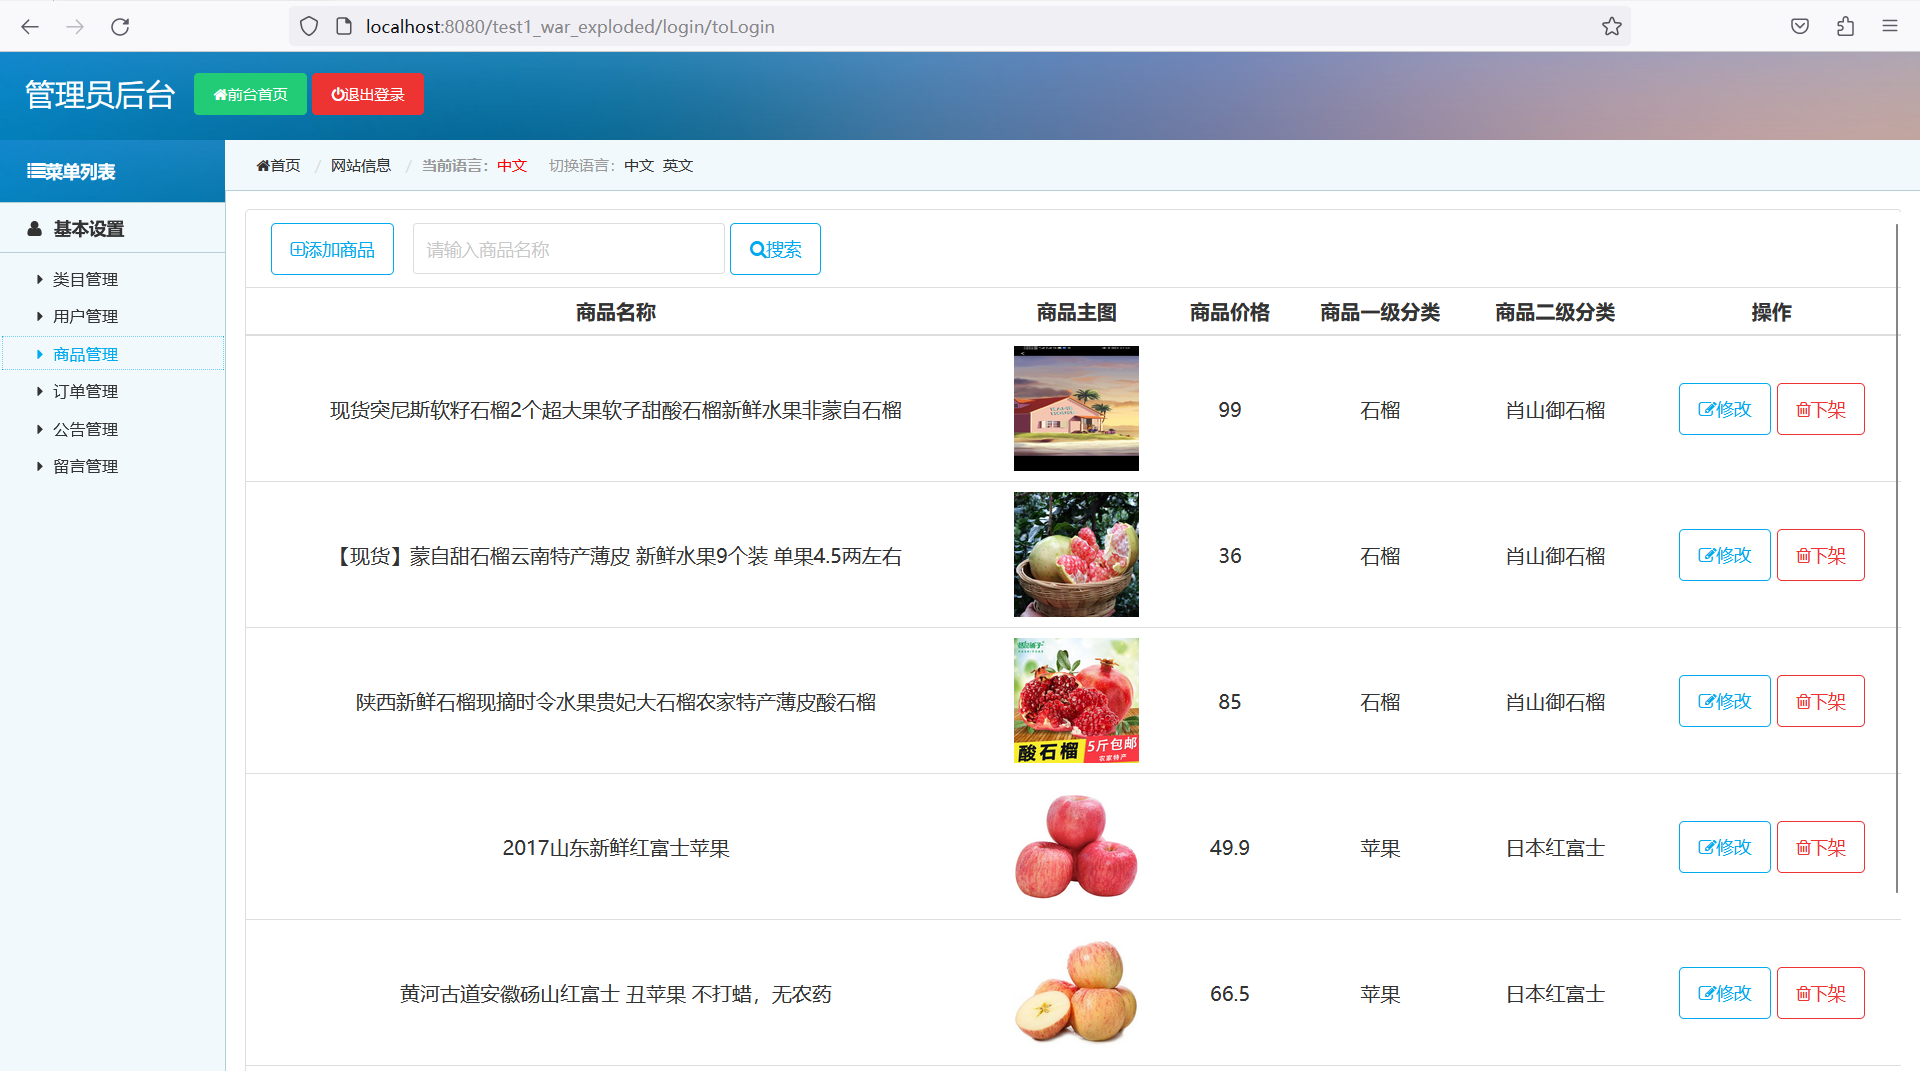 localhost:8080/test1_war_exploded/login/toLogin
管理员后台 前台首页 退出登录
菜单列表
首页 / 网站信息 / 当前语言：中文 切换语言：中文 英文
基本设置
类目管理
用户管理
商品管理
订单管理
公告管理
留言管理
添加商品 请输入商品名称 搜索
商品名称 商品主图 商品价格 商品一级分类 商品二级分类 操作
现货突尼斯软籽石榴2个超大果软子甜酸石榴新鲜水果非蒙自石榴 99 石榴 肖山御石榴 修改 下架
【现货】蒙自甜石榴云南特产薄皮 新鲜水果9个装 单果4.5两左右 36 石榴 肖山御石榴 修改 下架
陕西新鲜石榴现摘时令水果贵妃大石榴农家特产薄皮酸石榴 85 石榴 肖山御石榴 修改 下架
酸石榴 5斤包邮
农家特产
2017山东新鲜红富士苹果 49.9 苹果 日本红富士 修改 下架
黄河古道安徽砀山红富士 丑苹果 不打蜡，无农药 66.5 苹果 日本红富士 修改 下架